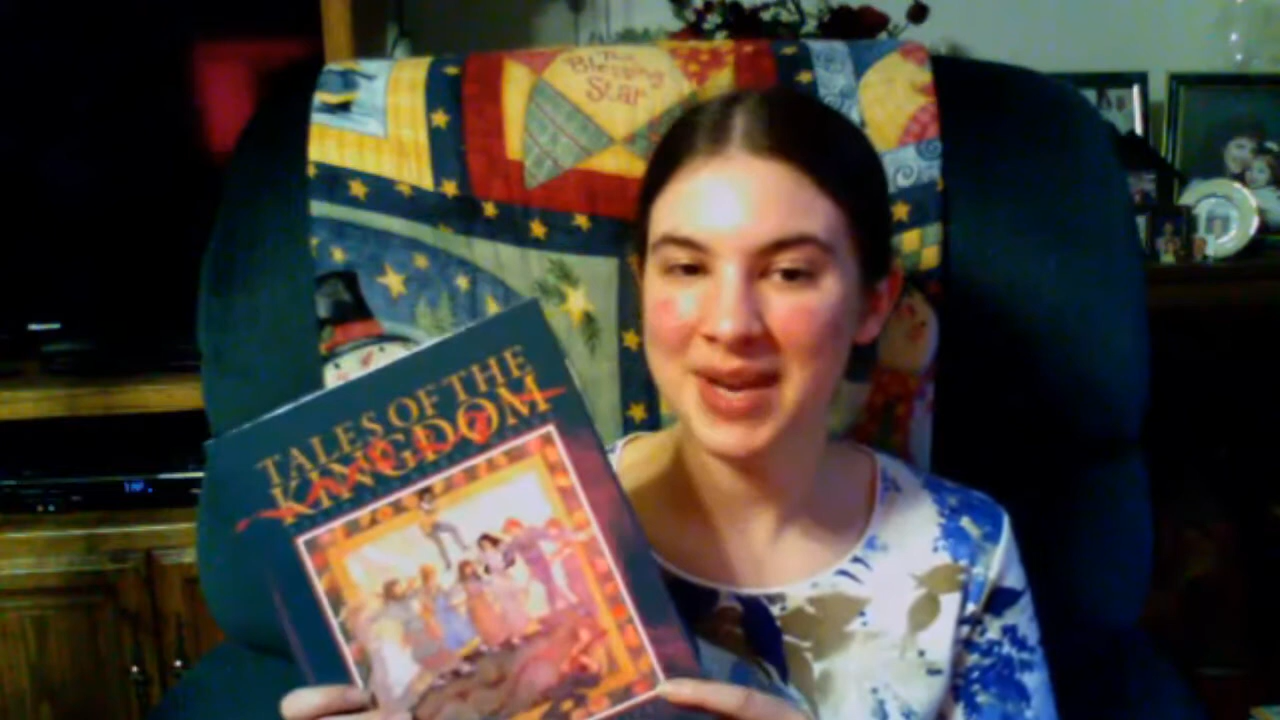 The
Blessing
Star
TALES OF THE
KINGDOM